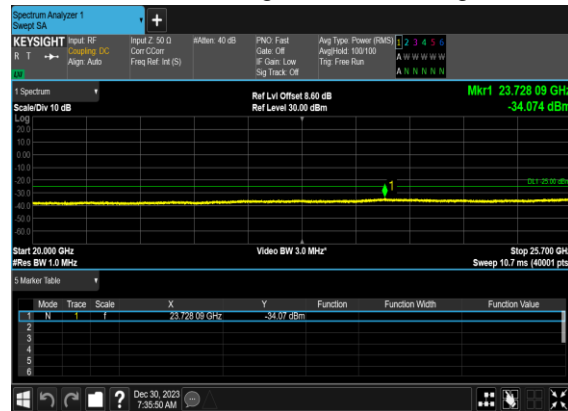 Spectrum Analyzer 1
Swept SA
+
KEYSIGHT
R T
LXI
Input: RF
Coupling: DC
Align: Auto
Input Z: 50 Ω
Corr CCorr
Freq Ref: Int (S)
#Atten: 40 dB
PNO: Fast
Gate: Off
IF Gain: Low
Sig Track: Off
Avg Type: Power (RMS)
Avg|Hold: 100/100
Trig: Free Run
1 2 3 4 5 6
A W W W W W
A N N N N N
1 Spectrum
Scale/Div 10 dB
Ref Lvl Offset 8.60 dB
Ref Level 30.00 dBm
Mkr1 23.728 09 GHz
-34.074 dBm
Log
20.0
10.0
0.00
-10.0
-20.0
-30.0
-40.0
-50.0
-60.0
1
DL1 -25.00 dBm
Start 20.000 GHz
#Res BW 1.0 MHz
Video BW 3.0 MHz*
Stop 25.700 GHz
Sweep 10.7 ms (40001 pts)
5 Marker Table
Mode Trace Scale X Y Function Function Width Function Value
1 N 1 f 23.728 09 GHz -34.07 dBm
2
3
4
5
6
?
Dec 30, 2023
7:35:50 AM